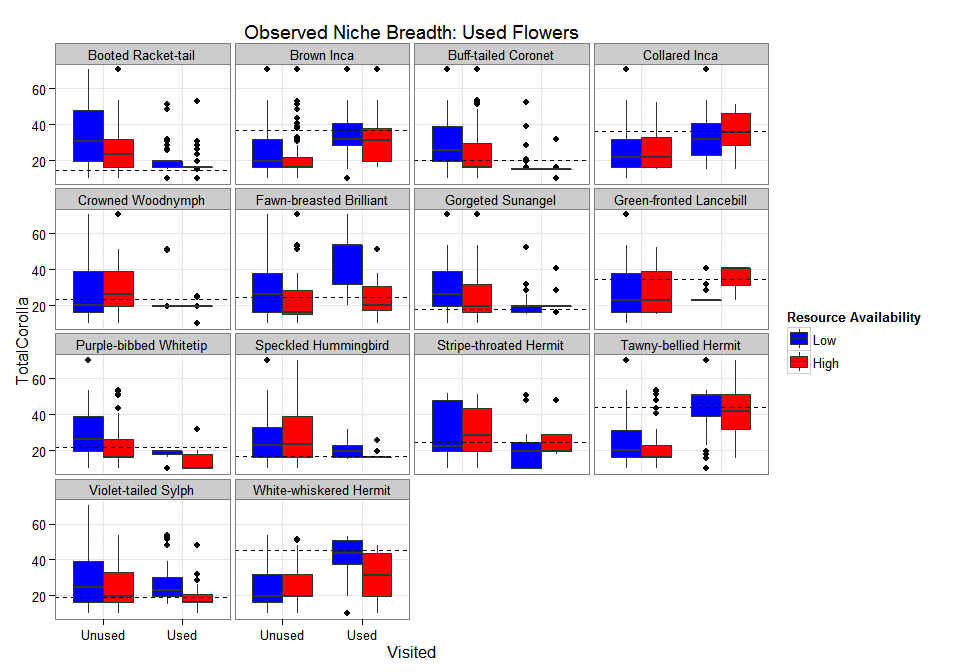 Observed Niche Breadth: Used Flowers
Booted Racket-tail
Brown Inca
Buff-tailed Coronet
Collared Inca
60
40
20
Crowned Woodnymph
Fawn-breasted Brilliant
Gorgeted Sunangel
Green-fronted Lancebill
60
40
20
Purple-bibbed Whitetip
Speckled Hummingbird
Stripe-throated Hermit
Tawny-bellied Hermit
60
40
20
Violet-tailed Sylph
White-whiskered Hermit
60
40
20
Unused
Used
Unused
Used
Visited
TotalCorolla
Resource Availability
Low
High